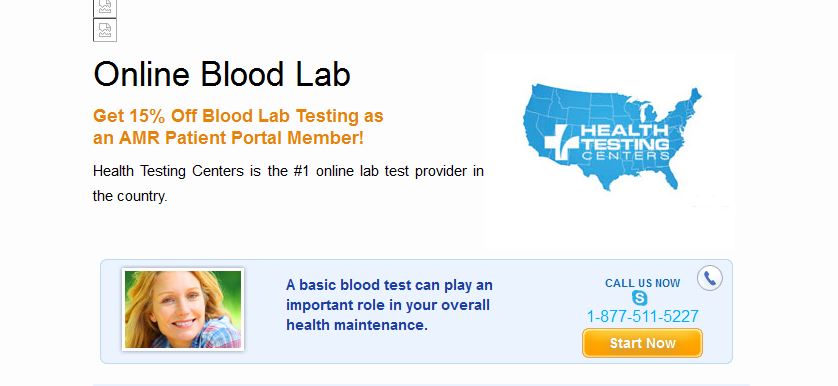 Online Blood Lab
Get 15% Off Blood Lab Testing as
an AMR Patient Portal Member!
Health Testing Centers is the #1 online lab test provider in
the country.
HEALTH
TESTING
CENTERS
A basic blood test can play an
important role in your overall
health maintenance.
CALL US NOW
1-877-511-5227
Start Now